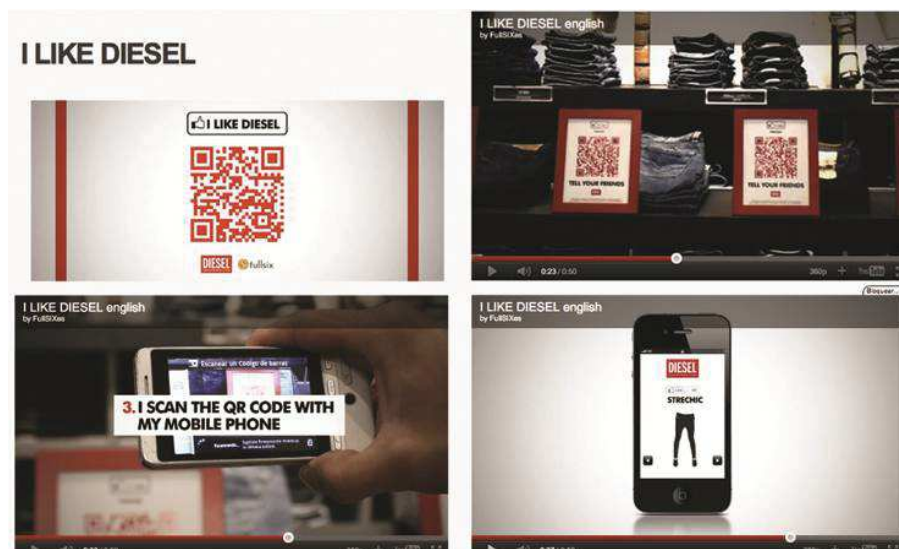 I LIKE DIESEL
I LIKE DIESEL
DIESEL
fullsix
I LIKE DIESEL english
by FullSIXes
TELL YOUR FRIENDS
TELL YOUR FRIENDS
0:23 / 0:50
360p
YouTube
I LIKE DIESEL english
by FullSIXes
Escanear un Código de barras
3. I SCAN THE QR CODE WITH
MY MOBILE PHONE
I LIKE DIESEL english
by FullSIXes
DIESEL
STRECHIC